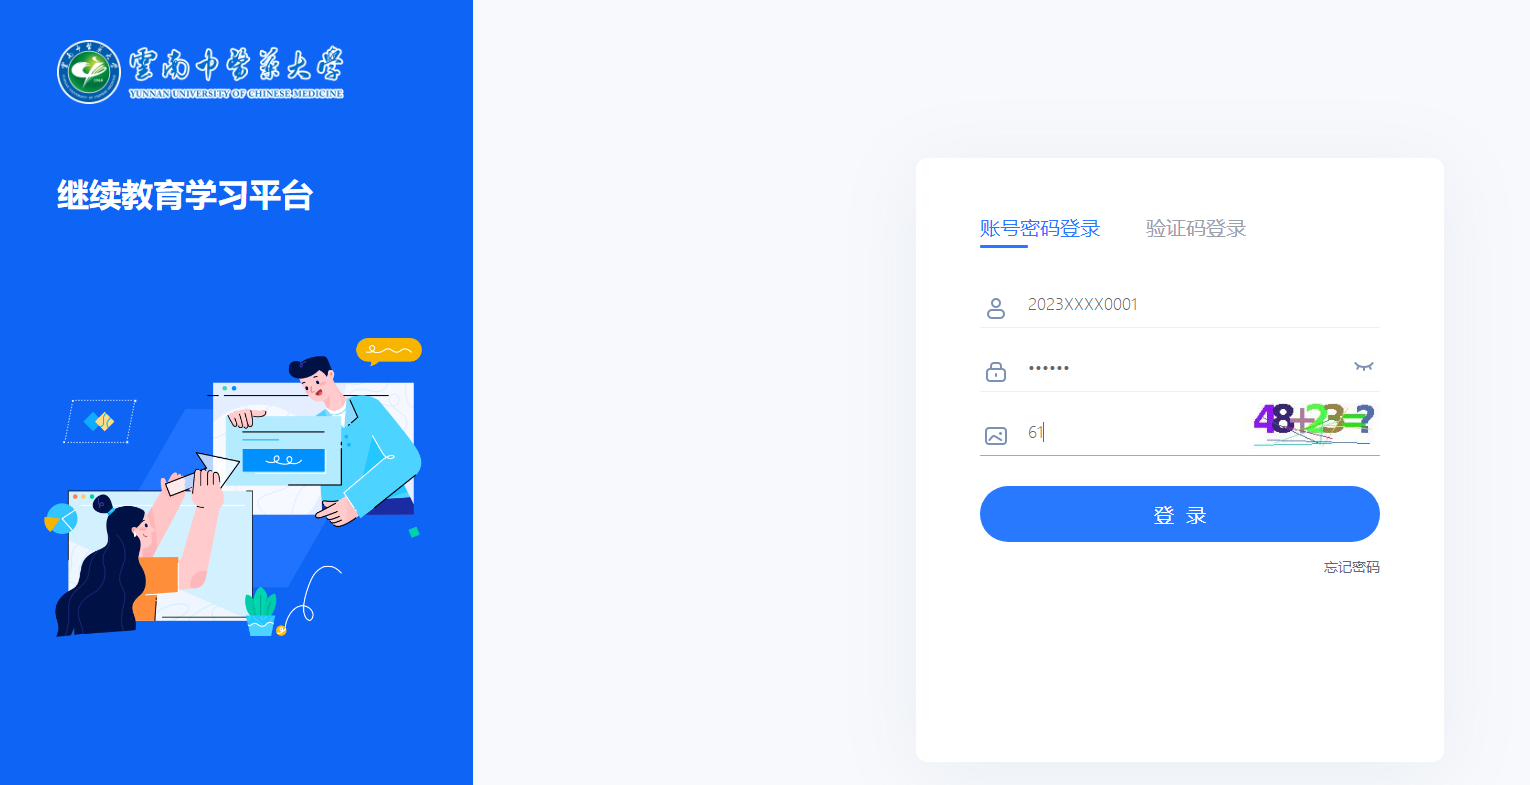 雲南中醫藥大學
YUNNAN UNIVERSITY OF CHINESE MEDICINE
继续教育学习平台
账号密码登录 验证码登录
2023XXXX0001
••••••
61 48+23=?
登 录
忘记密码